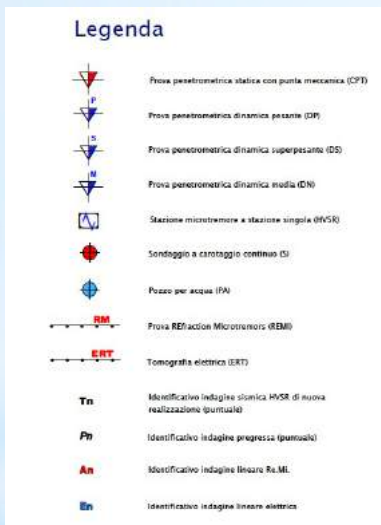 Legenda
Prova penetrometrica statica con punta meccanica (CPT)
P
Prova penetrometrica dinamica pesante (DP)
S
Prova penetrometrica dinamica superpesante (DS)
M
Prova penetrometrica dinamica media (DN)
Stazione microtremore a stazione singola (HVSR)
Sondaggio a carotaggio continuo (S)
Pozzo per acqua (PA)
RM
Prova REfraction Microtremors (REMI)
ERT
Tomografia elettrica (ERT)
Tn
Identificativo indagine sismica HVSR di nuova
realizzazione (puntuale)
Pn
Identificativo indagine pregressa (puntuale)
An
Identificativo indagine lineare Re.Mi.
En
Identificativo indagine lineare elettrica